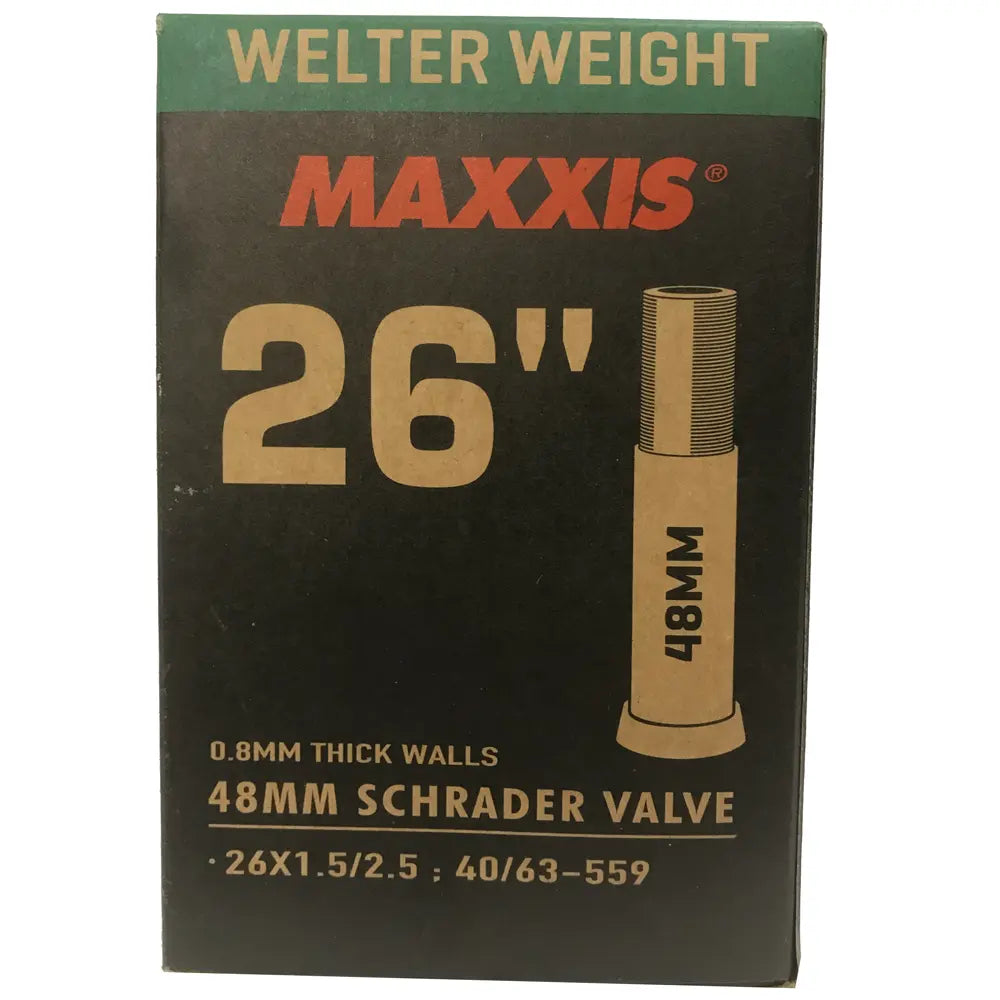 WELTER WEIGHT
MAXXIS®
26"
48MM
0.8MM THICK WALLS
48MM SCHRADER VALVE
· 26X1.5/2.5 ; 40/63-559